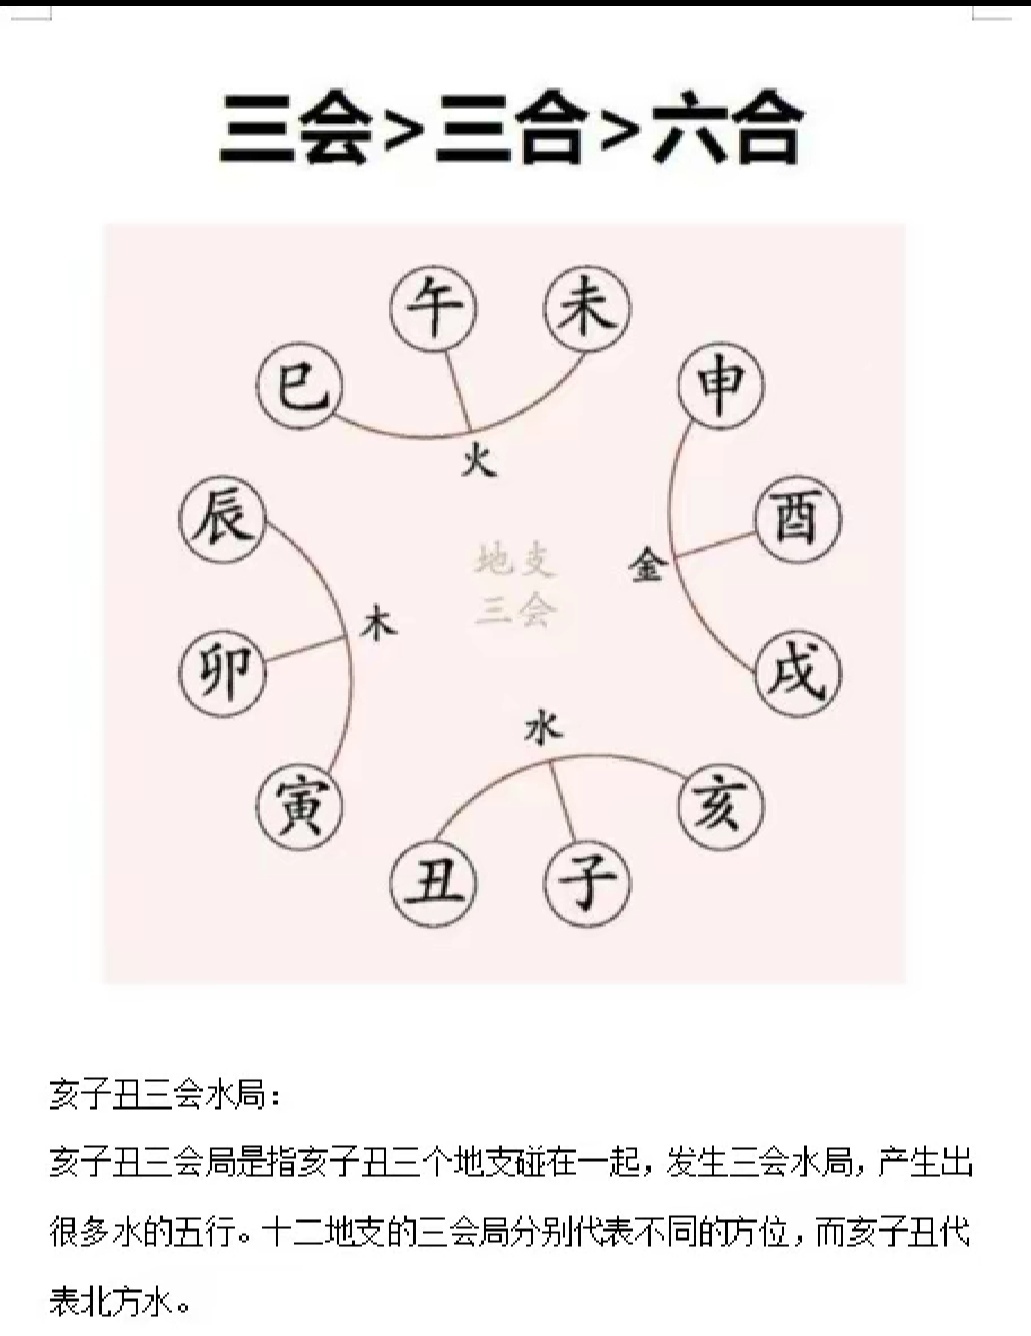 三会>三合>六合
午
未
巳
申
火
辰
酉
地支
三会
金
木
卯
戌
水
寅
亥
丑
子
亥子丑三会水局：
亥子丑三会局是指亥子丑三个地支碰在一起，发生三会水局，产生出
很多水的五行。十二地支的三会局分别代表不同的方位，而亥子丑代
表北方水。